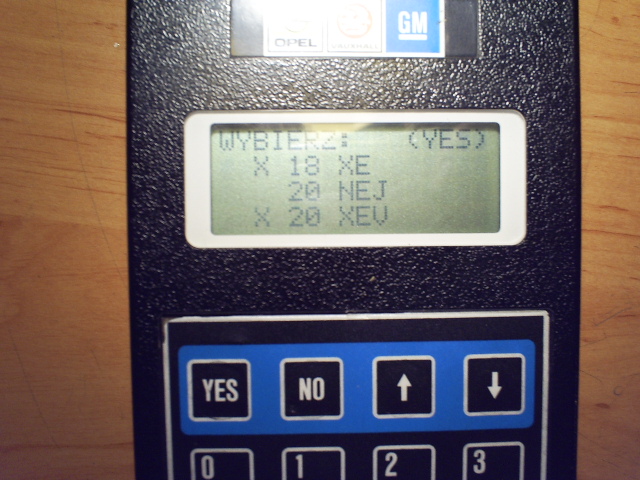 OPEL VAUXHALL GM
WYBIERZ: (YES)
X 18 XE
20 NEJ
X 20 XEV
YES NO ↑ ↓
0 1 2 3